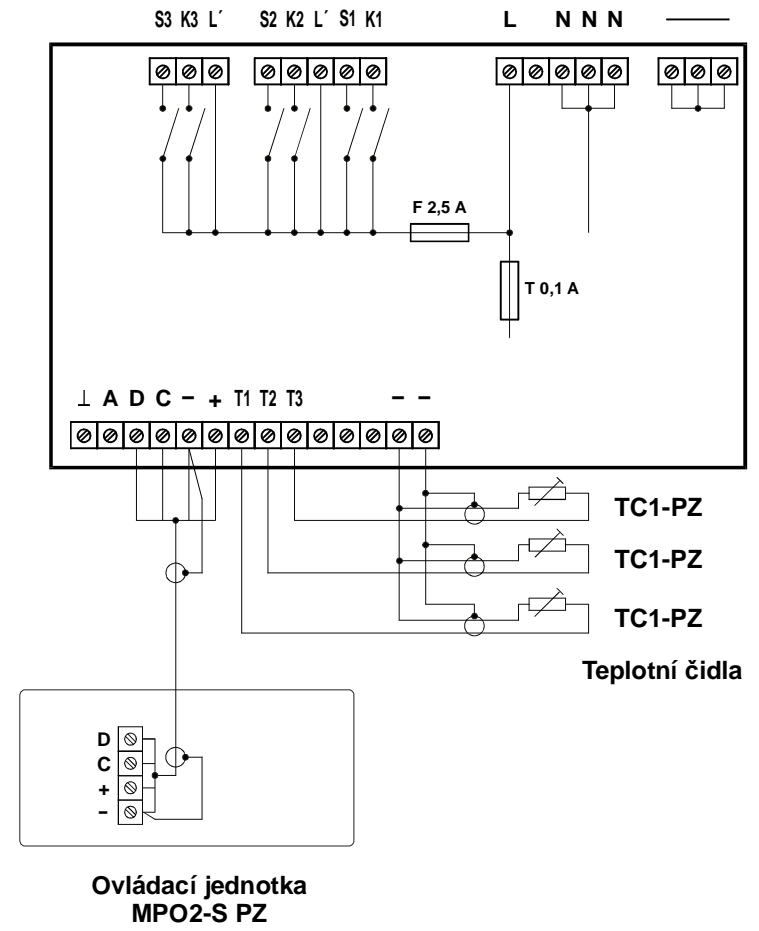 S3 K3 L´ S2 K2 L´ S1 K1 L N N N
F 2,5 A
T 0,1 A
⊥ A D C − + T1 T2 T3 − −
TC1-PZ
TC1-PZ
TC1-PZ
Teplotní čidla
D
C
+
−
Ovládací jednotka
MPO2-S PZ